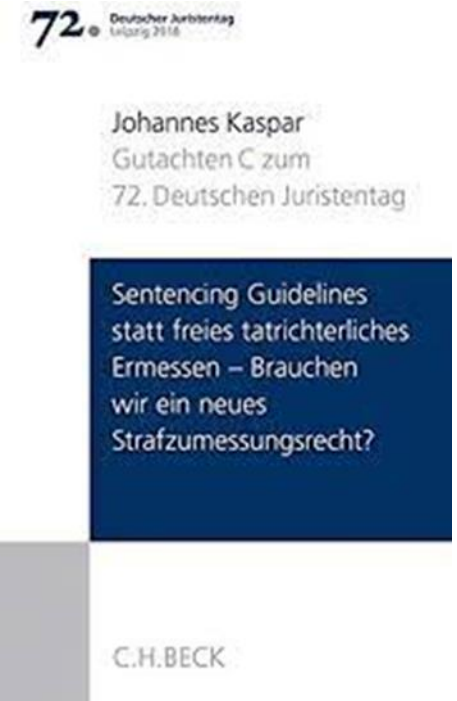 72.
Deutscher Juristentag
Leipzig 2018
Johannes Kaspar
Gutachten C zum
72. Deutschen Juristentag
Sentencing Guidelines
statt freies tatrichterliches
Ermessen – Brauchen
wir ein neues
Strafzumessungsrecht?
C.H.BECK